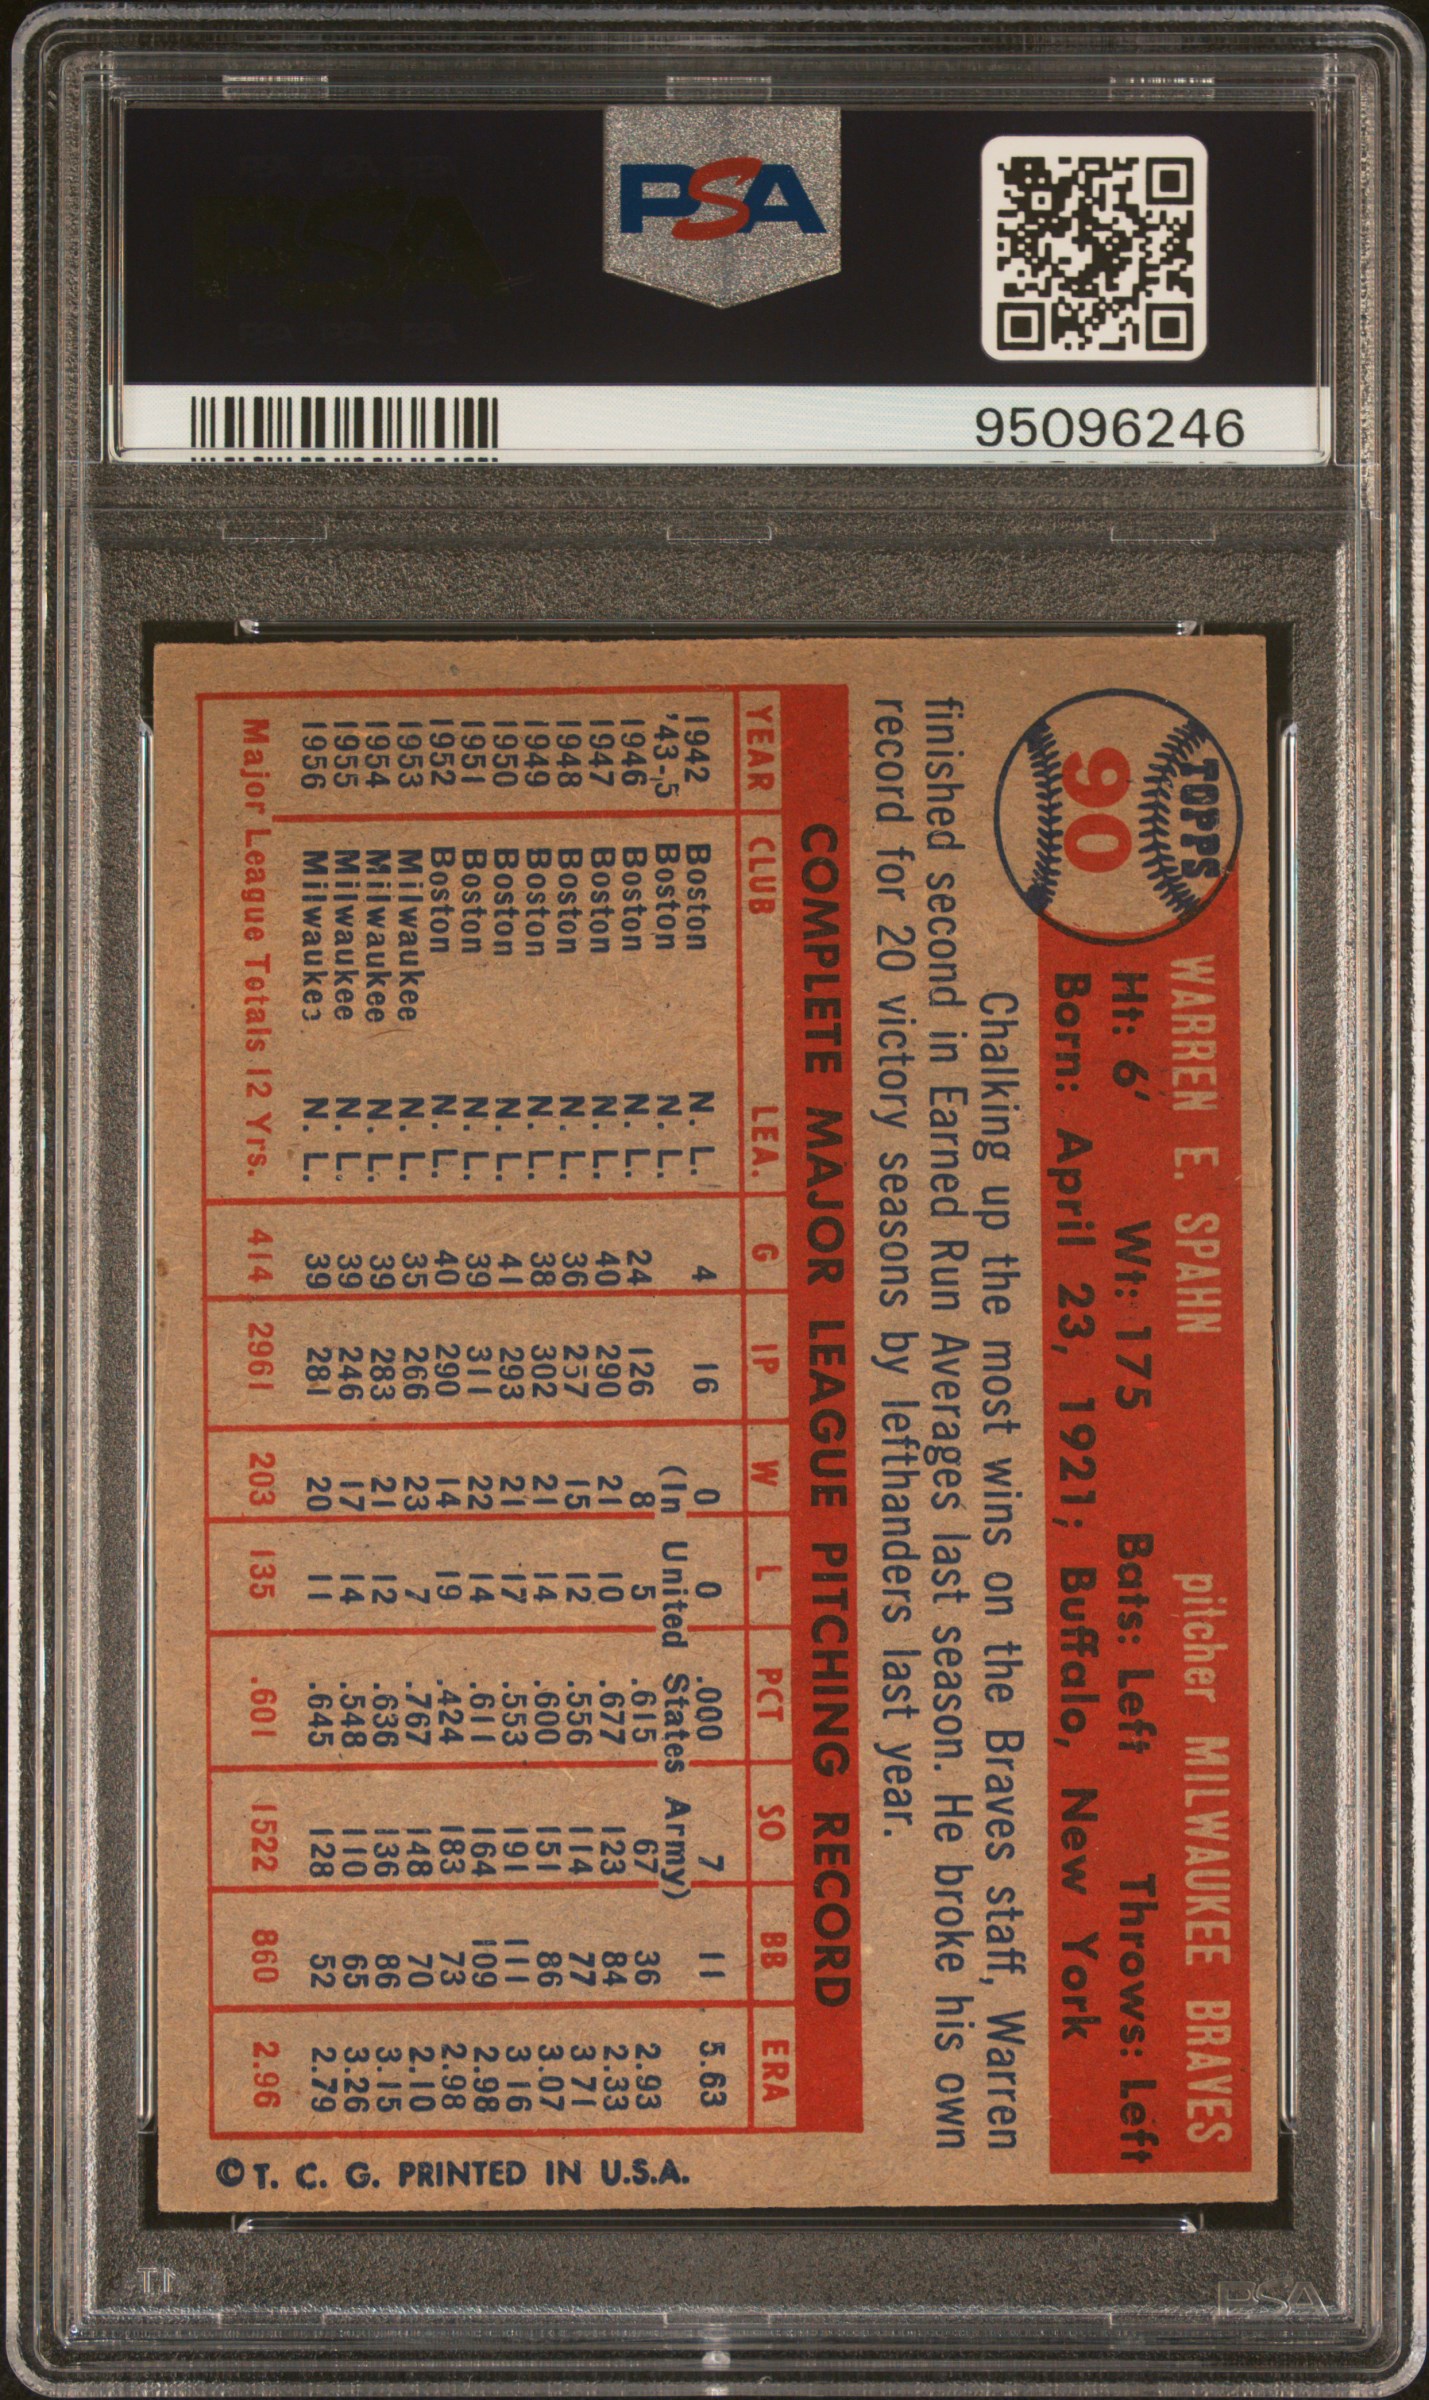 PSA
95096246
TOPPS
90
WARREN E. SPAHN pitcher MILWAUKEE BRAVES
Ht: 6' Wt: 175 Bats: Left Throws: Left
Born: April 23, 1921; Buffalo, New York
Chalking up the most wins on the Braves staff, Warren
finished second in Earned Run Averages last season. He broke his own
record for 20 victory seasons by lefthanders last year.
COMPLETE MAJOR LEAGUE PITCHING RECORD
YEAR CLUB LEA. G IP W L PCT SO BB ERA
1942 Boston N. L. 4 16 0 0 .000 7 11 5.63
'43-5 Boston N. L. (In United States Army)
1946 Boston N. L. 24 126 8 5 .615 67 36 2.93
1947 Boston N. L. 40 290 21 10 .677 123 84 2.33
1948 Boston N. L. 36 257 15 12 .556 114 77 3.71
1949 Boston N. L. 38 302 21 14 .600 151 86 3.07
1950 Boston N. L. 41 293 21 17 .553 191 111 3.16
1951 Boston N. L. 39 311 22 14 .611 164 109 2.98
1952 Boston N. L. 40 290 14 19 .424 183 73 2.98
1953 Milwaukee N. L. 35 266 23 7 .767 148 70 2.10
1954 Milwaukee N. L. 39 283 21 12 .636 136 86 3.15
1955 Milwaukee N. L. 39 246 17 14 .548 110 65 3.26
1956 Milwaukee N. L. 39 281 20 11 .645 128 52 2.79
Major League Totals 12 Yrs. 414 2961 203 135 .601 1522 860 2.96
© T. C. G. PRINTED IN U.S.A.
PSA